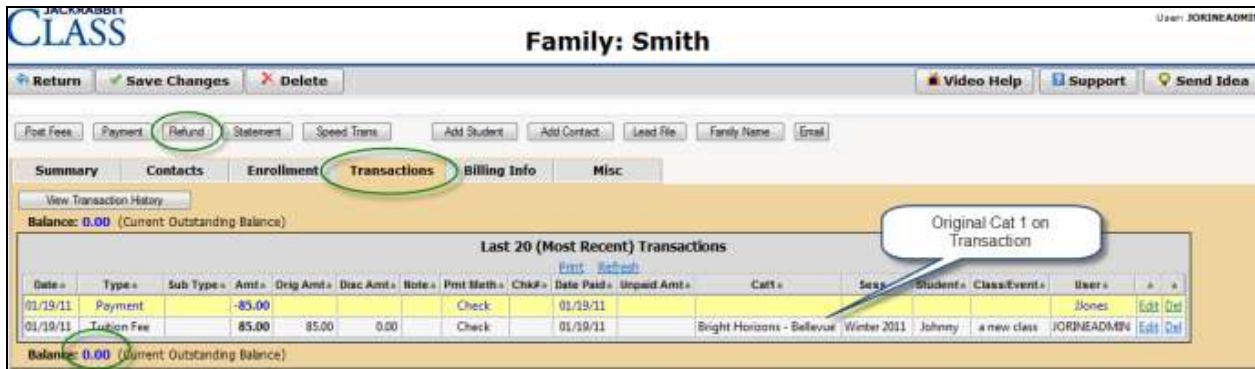 JACKRABBIT
CLASS
User: JORINEADMIN
Family: Smith
Return Save Changes Delete Video Help Support Send Idea
Post Fees Payment Refund Statement Speed Trans Add Student Add Contact Lead File Family Name Email
Summary Contacts Enrollment Transactions Billing Info Misc
View Transaction History
Balance: 0.00 (Current Outstanding Balance)
Original Cat 1 on
Transaction
Last 20 (Most Recent) Transactions
Print Refresh
Date Type Sub Type Amt Orig Amt Disc Amt Note Pmt Meth Chk# Date Paid Unpaid Amt Cat1 Sess Student Class/Event User
01/19/11 Payment -85.00 Check 01/19/11 JJones Edit Del
01/19/11 Tuition Fee 85.00 85.00 0.00 Check 01/19/11 Bright Horizons - Bellevue Winter 2011 Johnny a new class JORINEADMIN Edit Del
Balance: 0.00 (Current Outstanding Balance)